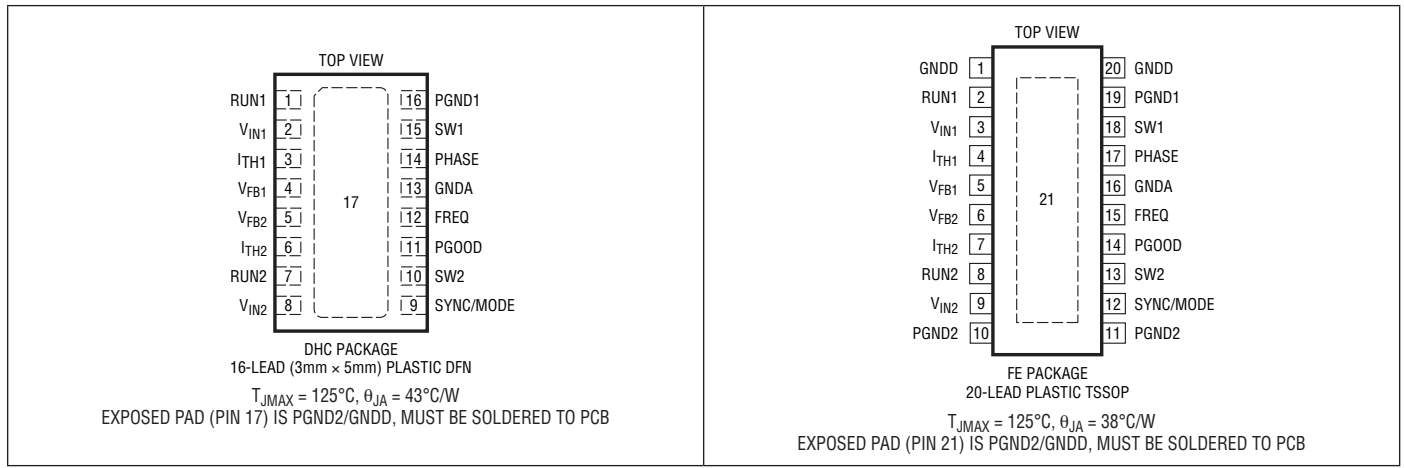 TOP VIEW
RUN1 1 16 PGND1
VIN1 2 15 SW1
ITH1 3 14 PHASE
VFB1 4 13 GNDA
17
VFB2 5 12 FREQ
ITH2 6 11 PGOOD
RUN2 7 10 SW2
VIN2 8 9 SYNC/MODE
DHC PACKAGE
16-LEAD (3mm × 5mm) PLASTIC DFN
TJMAX = 125°C, θJA = 43°C/W
EXPOSED PAD (PIN 17) IS PGND2/GNDD, MUST BE SOLDERED TO PCB
TOP VIEW
GNDD 1 20 GNDD
RUN1 2 19 PGND1
VIN1 3 18 SW1
ITH1 4 17 PHASE
VFB1 5 16 GNDA
21
VFB2 6 15 FREQ
ITH2 7 14 PGOOD
RUN2 8 13 SW2
VIN2 9 12 SYNC/MODE
PGND2 10 11 PGND2
FE PACKAGE
20-LEAD PLASTIC TSSOP
TJMAX = 125°C, θJA = 38°C/W
EXPOSED PAD (PIN 21) IS PGND2/GNDD, MUST BE SOLDERED TO PCB